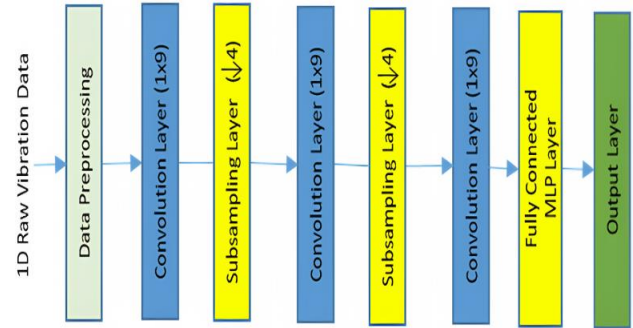 1D Raw Vibration Data
Data Preprocessing
Convolution Layer (1x9)
Subsampling Layer (↓4)
Convolution Layer (1x9)
Subsampling Layer (↓4)
Convolution Layer (1x9)
Fully Connected
MLP Layer
Output Layer